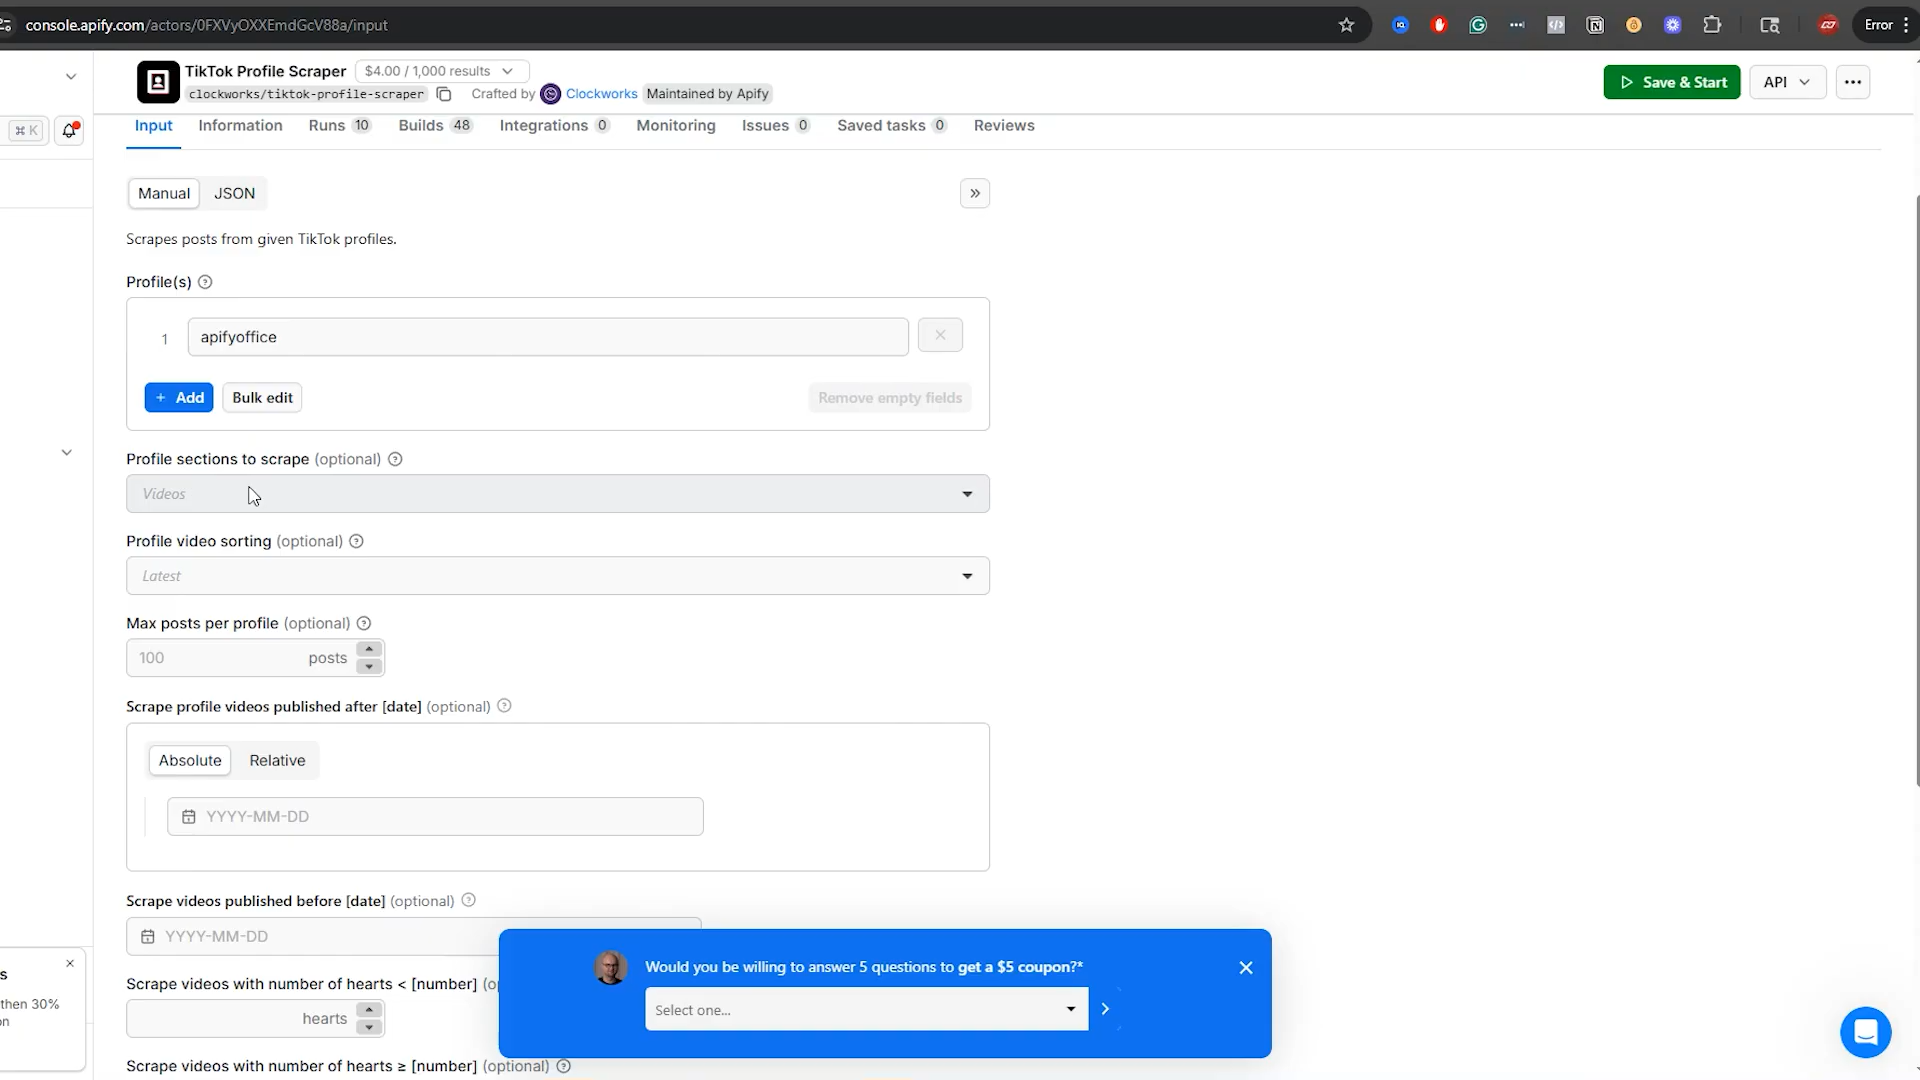 console.apify.com/actors/0FXVyOXXEmdGcV88a/input
Error
TikTok Profile Scraper
$4.00 / 1,000 results
clockworks/tiktok-profile-scraper
Crafted by
Clockworks
Maintained by Apify
Save & Start
API
⌘ K
Input
Information
Runs 10
Builds 48
Integrations 0
Monitoring
Issues 0
Saved tasks 0
Reviews
Manual
JSON
Scrapes posts from given TikTok profiles.
Profile(s)
1
apifyoffice
+ Add
Bulk edit
Remove empty fields
Profile sections to scrape (optional)
Videos
Profile video sorting (optional)
Latest
Max posts per profile (optional)
100
posts
Scrape profile videos published after [date] (optional)
Absolute
Relative
YYYY-MM-DD
Scrape videos published before [date] (optional)
YYYY-MM-DD
s
then 30%
on
Would you be willing to answer 5 questions to get a $5 coupon?*
Select one...
Scrape videos with number of hearts < [number] (o
hearts
Scrape videos with number of hearts ≥ [number] (optional)